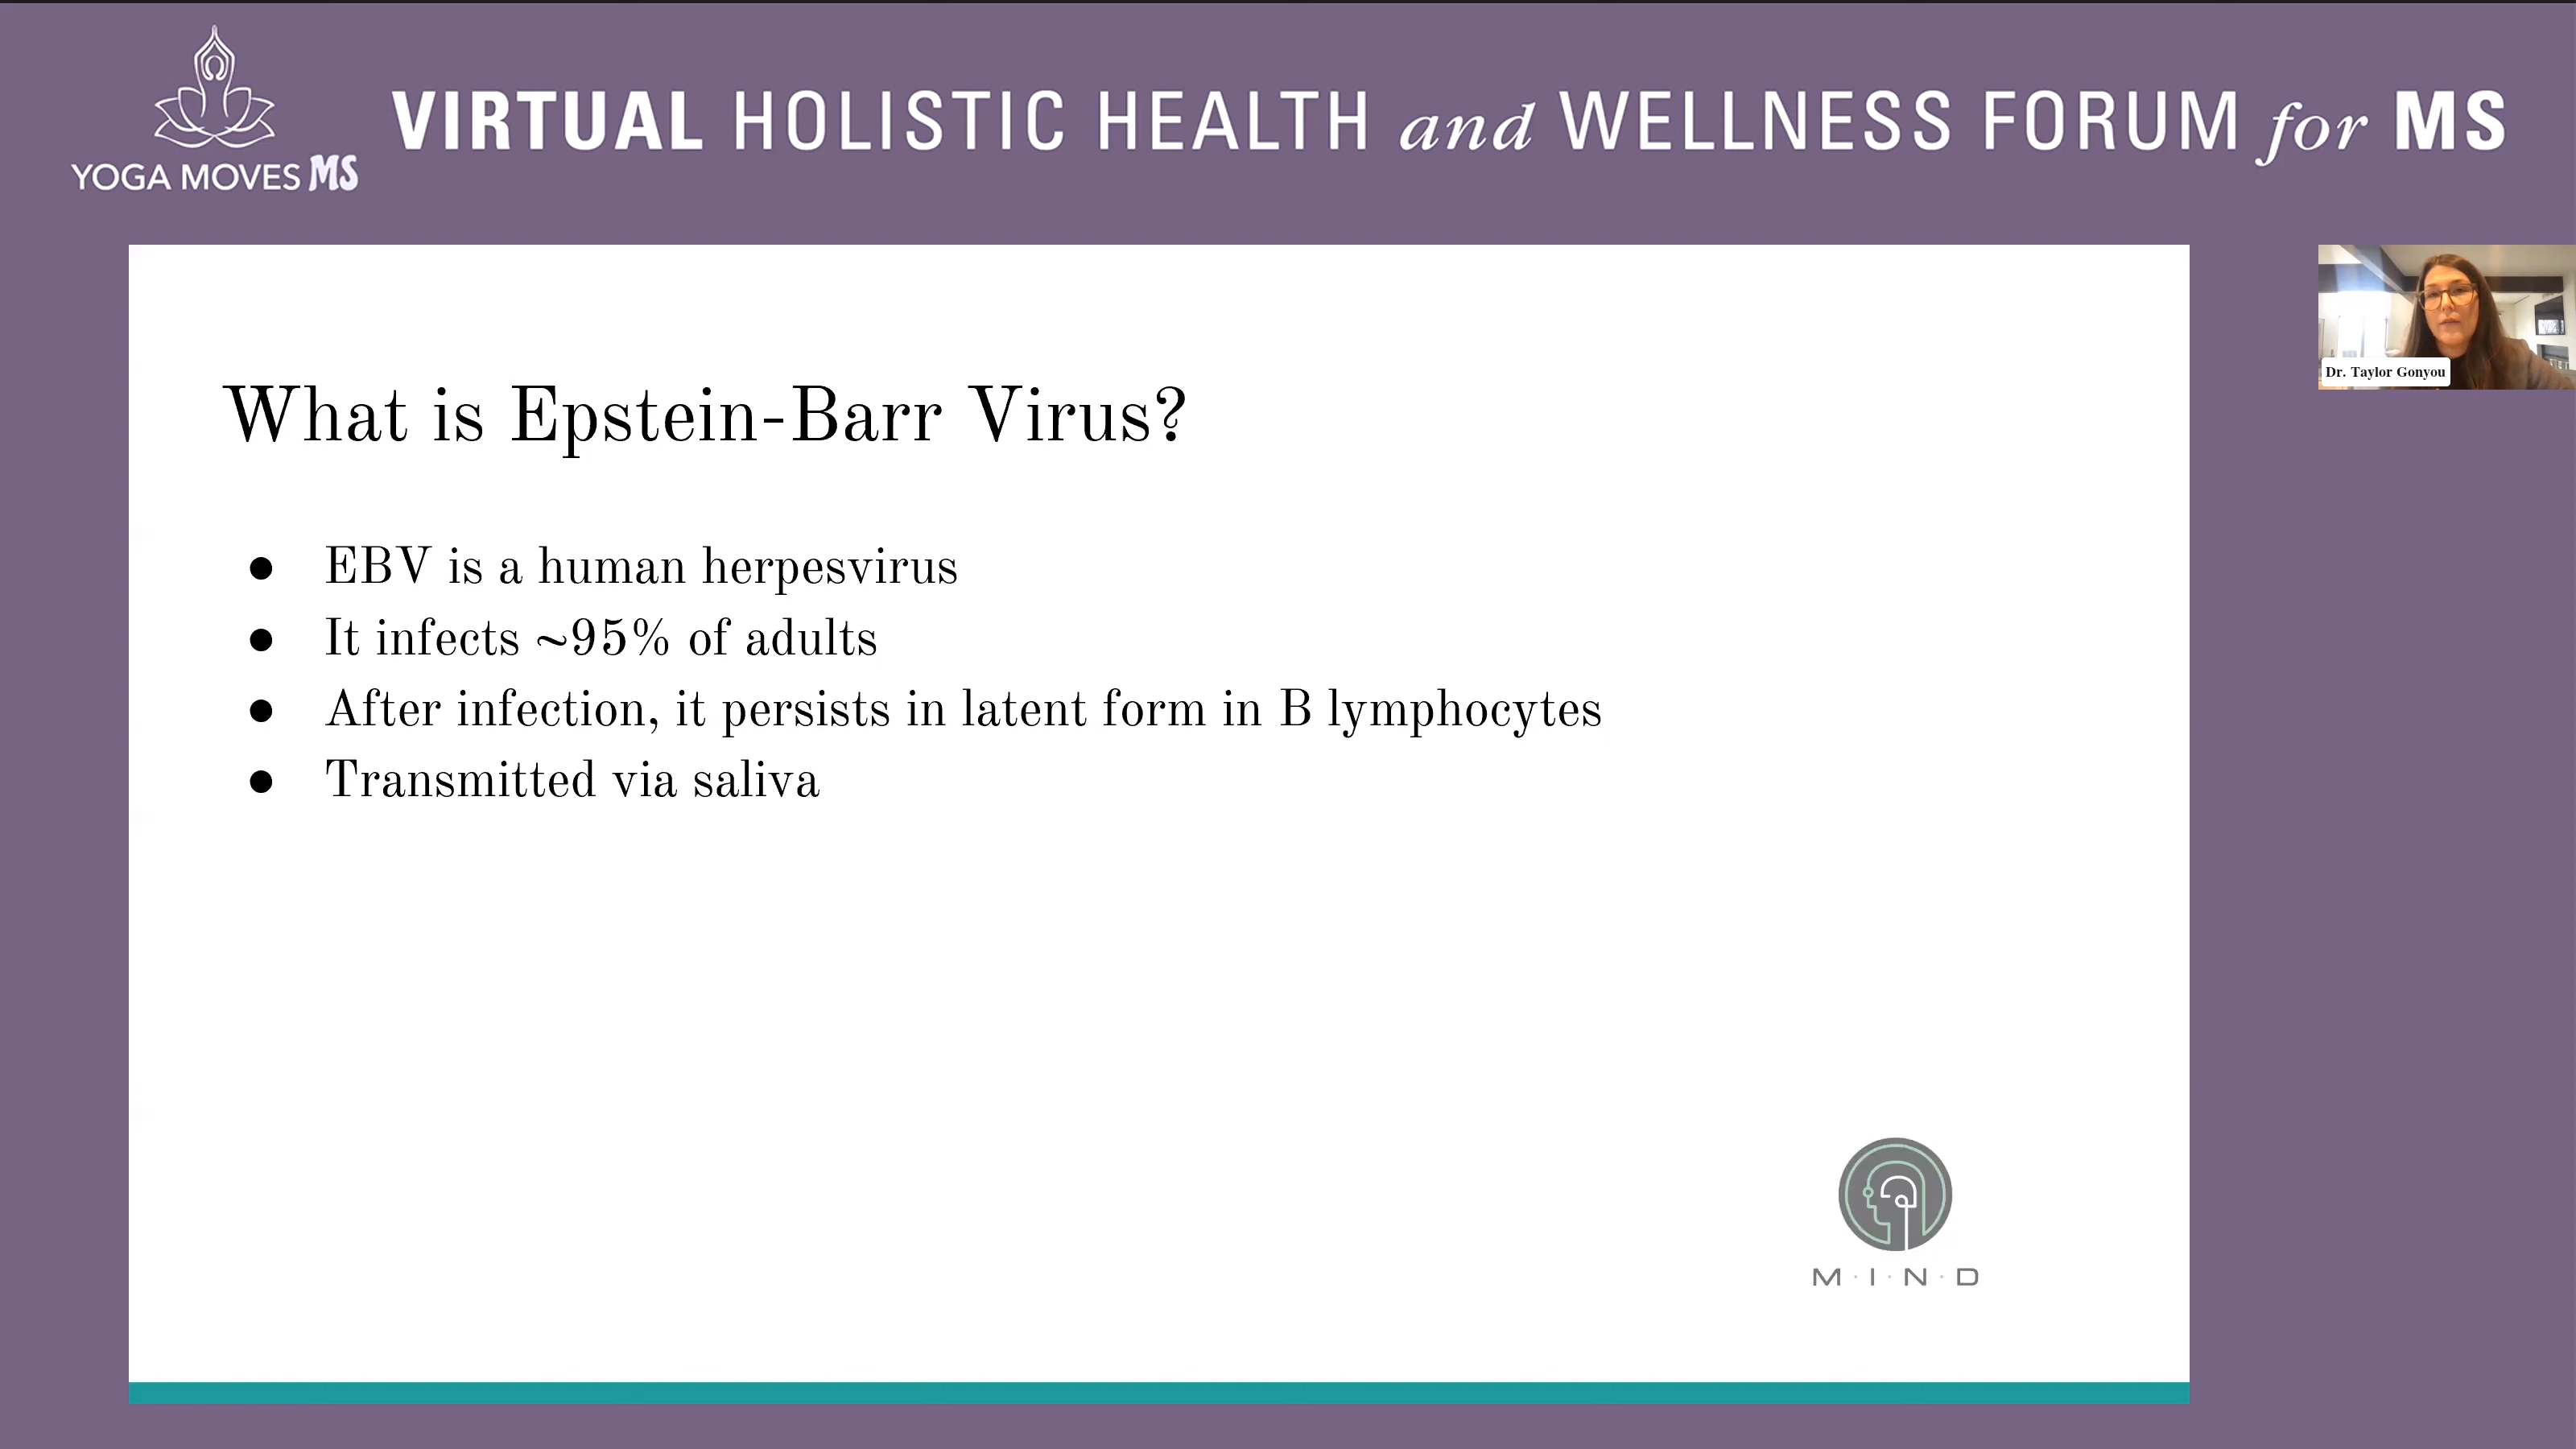 VIRTUAL HOLISTIC HEALTH and WELLNESS FORUM for MS
YOGA MOVES MS
What is Epstein-Barr Virus?
● EBV is a human herpesvirus
● It infects ~95% of adults
● After infection, it persists in latent form in B lymphocytes
● Transmitted via saliva
Dr. Taylor Gonyou
M·I·N·D